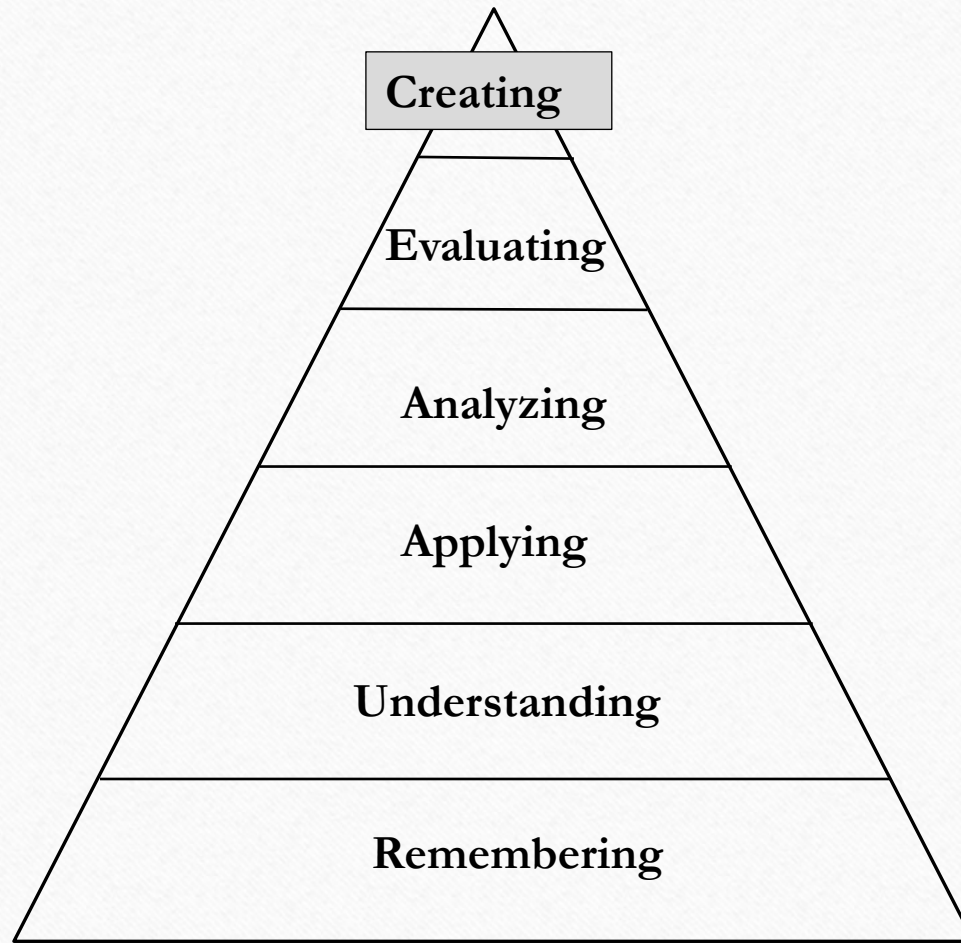 Creating
Evaluating
Analyzing
Applying
Understanding
Remembering